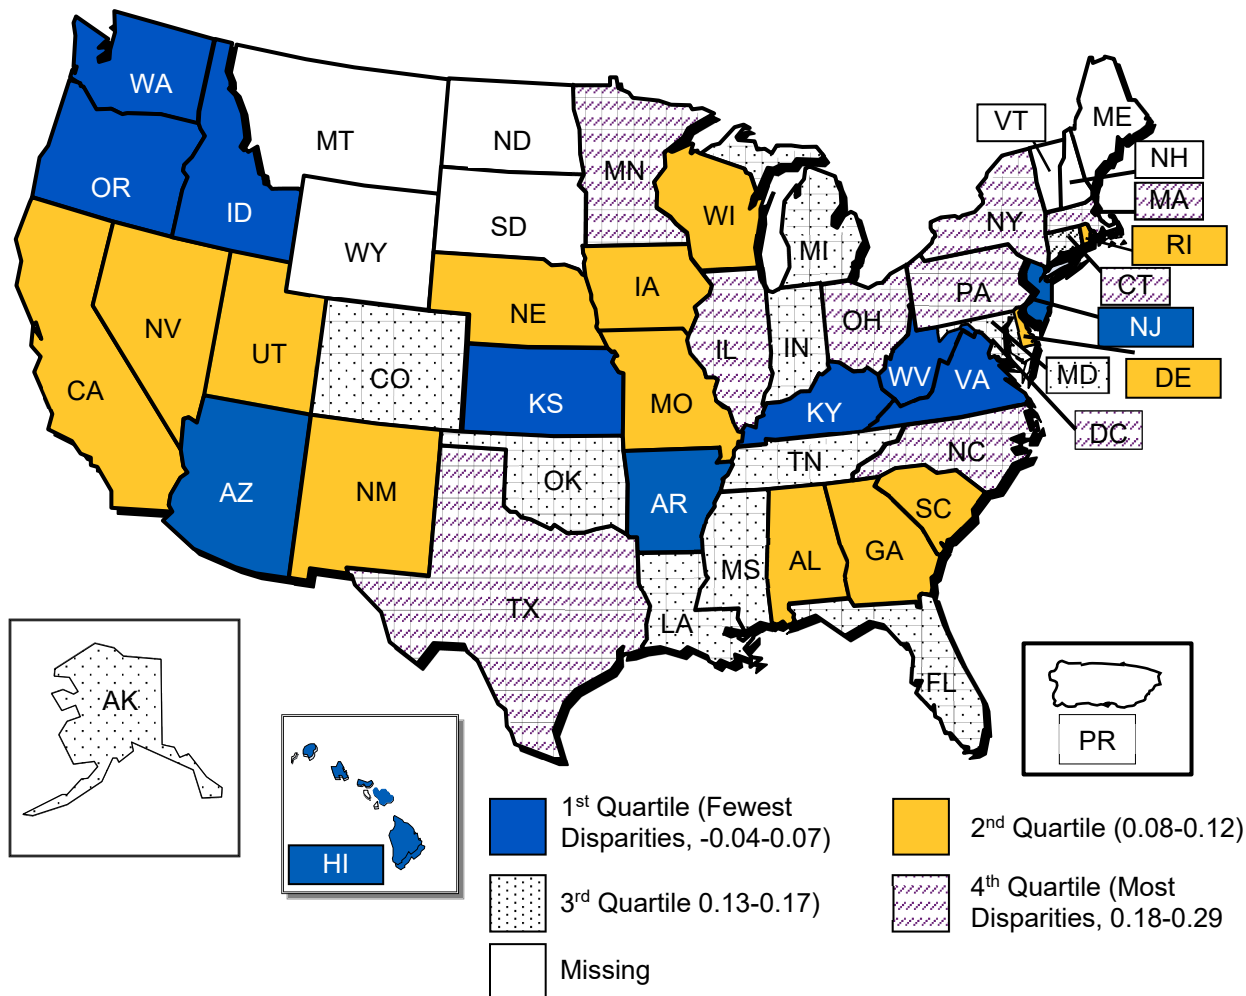 WA
MT
ND
MN
VT
ME
NH
MA
OR
ID
WY
SD
WI
MI
NY
RI
CT
NJ
NV
UT
CO
NE
IA
IL
IN
OH
PA
MD
DE
DC
CA
KS
MO
KY
WV
VA
AZ
NM
OK
AR
TN
NC
SC
TX
LA
MS
AL
GA
FL
AK
HI
PR
1st Quartile (Fewest
Disparities, -0.04-0.07)
2nd Quartile (0.08-0.12)
3rd Quartile 0.13-0.17)
4th Quartile (Most
Disparities, 0.18-0.29
Missing